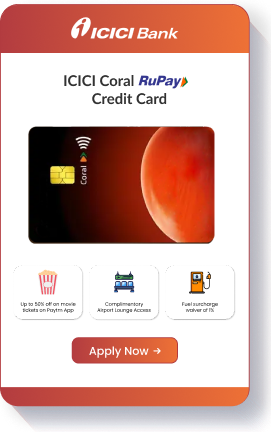 ICICI Bank
ICICI Coral RuPay
Credit Card
Coral
Up to 50% off on movie
tickets on Paytm App
Complimentory
Airport Lounge Access
Fuel surcharge
waiver of 1%
Apply Now →